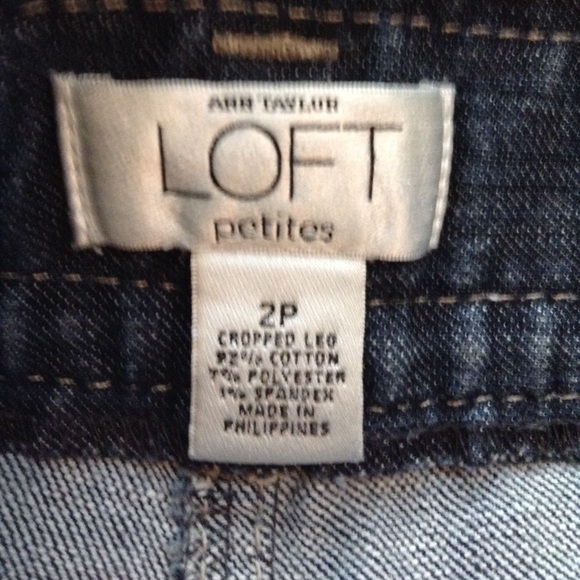 ANN TAYLOR
LOFT
petites
2P
CROPPED LEG
92% COTTON
7% POLYESTER
1% SPANDEX
MADE IN
PHILIPPINES